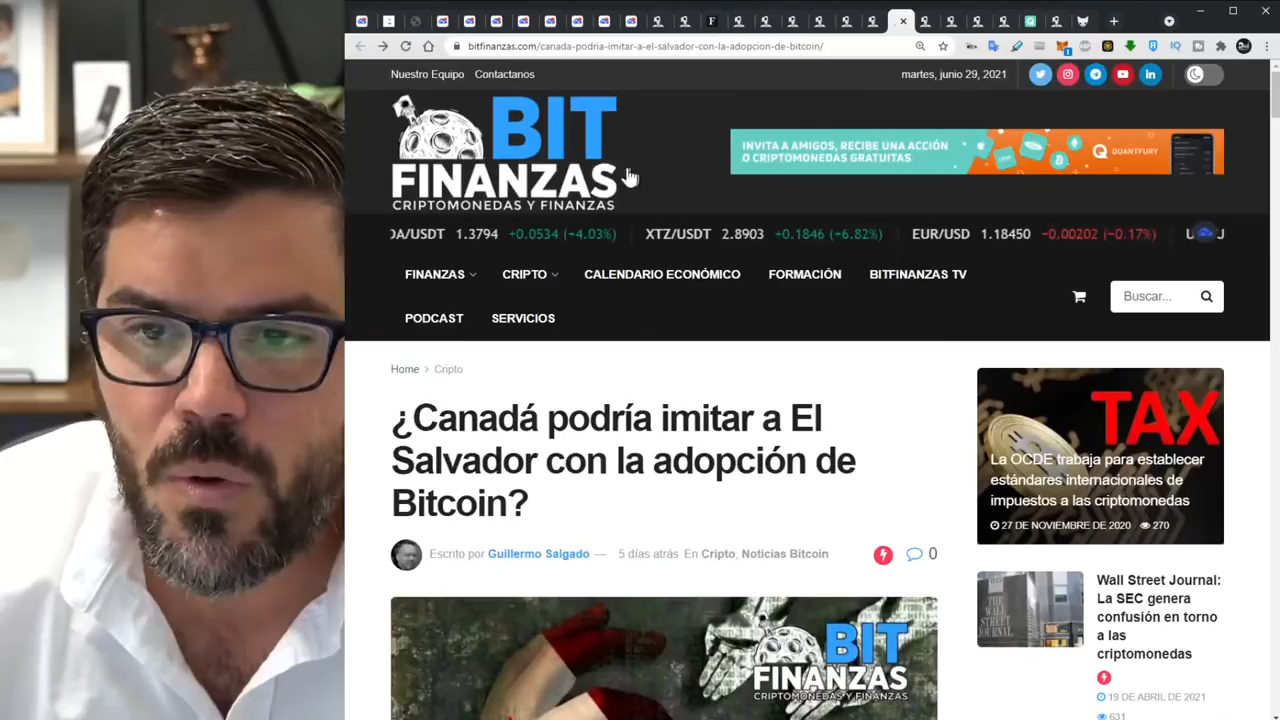 bitfinanzas.com/canada-podria-imitar-a-el-salvador-con-la-adopcion-de-bitcoin/
Nuestro Equipo Contactanos
martes, junio 29, 2021
BIT
FINANZAS
CRIPTOMONEDAS Y FINANZAS
INVITA A AMIGOS, RECIBE UNA ACCIÓN
O CRIPTOMONEDAS GRATUITAS
QUANTFURY
DA/USDT 1.3794 +0.0534 (+4.03%) XTZ/USDT 2.8903 +0.1846 (+6.82%) EUR/USD 1.18450 −0.00202 (−0.17%)
FINANZAS CRIPTO CALENDARIO ECONÓMICO FORMACIÓN BITFINANZAS TV
PODCAST SERVICIOS
Buscar...
Home > Cripto
¿Canadá podría imitar a El
Salvador con la adopción de
Bitcoin?
Escrito por Guillermo Salgado — 5 días atrás En Cripto, Noticias Bitcoin
0
BIT
FINANZAS
CRIPTOMONEDAS Y FINANZAS
TAX
La OCDE trabaja para establecer
estándares internacionales de
impuestos a las criptomonedas
27 DE NOVIEMBRE DE 2020 270
Wall Street Journal:
La SEC genera
confusión en torno
a las
criptomonedas
19 DE ABRIL DE 2021
631